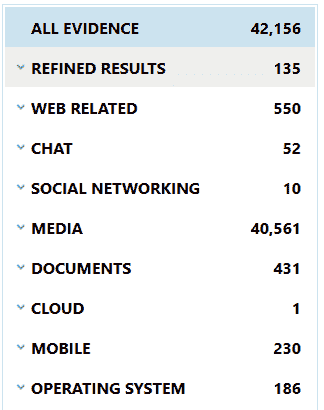 ALL EVIDENCE 42,156
REFINED RESULTS 135
WEB RELATED 550
CHAT 52
SOCIAL NETWORKING 10
MEDIA 40,561
DOCUMENTS 431
CLOUD 1
MOBILE 230
OPERATING SYSTEM 186